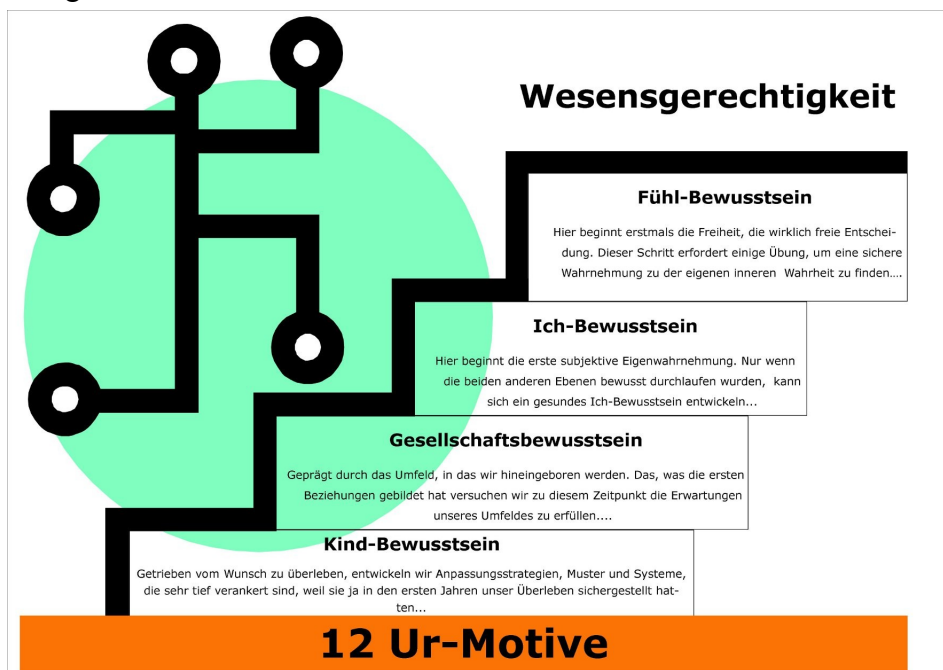 Wesensgerechtigkeit
Fühl-Bewusstsein
Hier beginnt erstmals die Freiheit, die wirklich freie Entschei-
dung. Dieser Schritt erfordert einige Übung, um eine sichere
Wahrnehmung zu der eigenen inneren Wahrheit zu finden....
Ich-Bewusstsein
Hier beginnt die erste subjektive Eigenwahrnehmung. Nur wenn
die beiden anderen Ebenen bewusst durchlaufen wurden, kann
sich ein gesundes Ich-Bewusstsein entwickeln...
Gesellschaftsbewusstsein
Geprägt durch das Umfeld, in das wir hineingeboren werden. Das, was die ersten
Beziehungen gebildet hat versuchen wir zu diesem Zeitpunkt die Erwartungen
unseres Umfeldes zu erfüllen....
Kind-Bewusstsein
Getrieben vom Wunsch zu überleben, entwickeln wir Anpassungsstrategien, Muster und Systeme,
die sehr tief verankert sind, weil sie ja in den ersten Jahren unser Überleben sichergestellt hat-
ten...
12 Ur-Motive